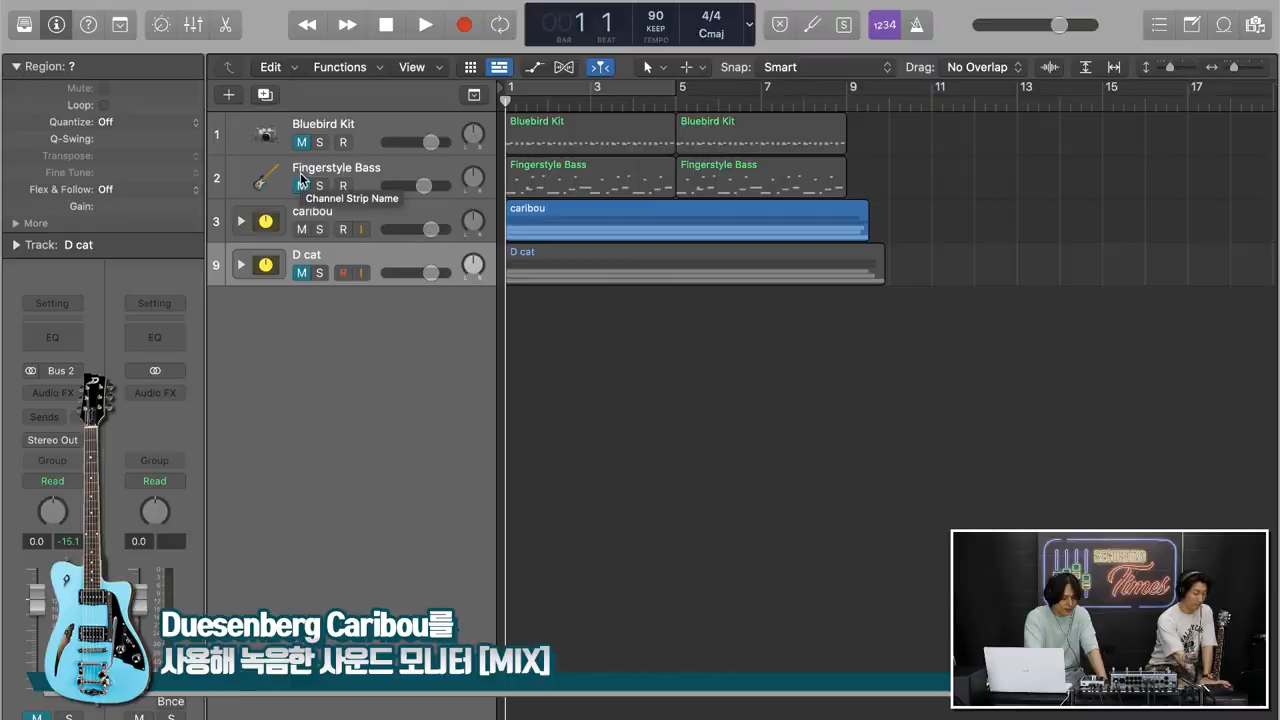 1 1
BAR BEAT
90
KEEP
TEMPO
4/4
Cmaj
1234
Region: ?
Edit Functions View
Snap: Smart
Drag: No Overlap
Mute:
Loop:
Quantize: Off
Q-Swing:
Transpose:
Fine Tune:
Flex & Follow: Off
Gain:
More
Track: D cat
Setting Setting
EQ EQ
Bus 2
Audio FX Audio FX
Sends
Stereo Out
Group Group
Read Read
0.0 -15.1 0.0
Bnce
M S M S
1 3 5 7 9 11 13 15 17
1 Bluebird Kit
M S R
Bluebird Kit Bluebird Kit
2 Fingerstyle Bass
M S R
Fingerstyle Bass Fingerstyle Bass
Channel Strip Name
3 caribou
M S R I
caribou
9 D cat
M S R I
D cat
Duesenberg Caribou를
사용해 녹음한 사운드 모니터 [MIX]
Times